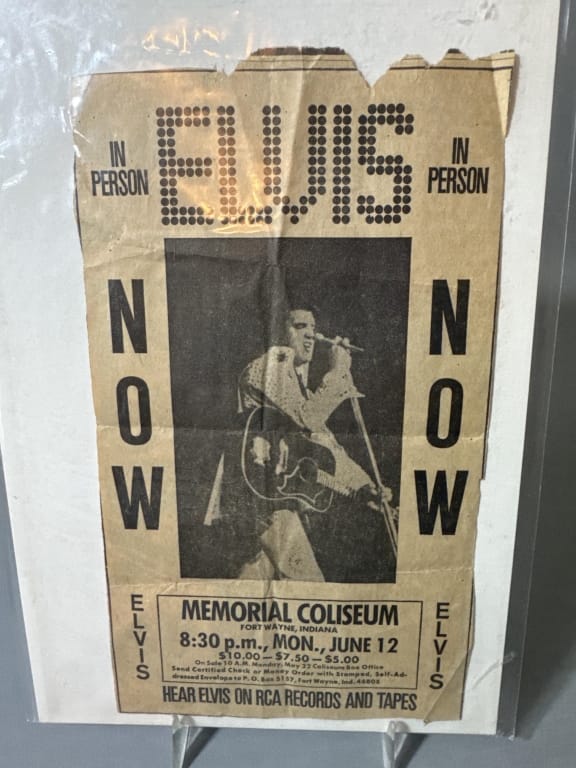 ELVIS
IN
PERSON
IN
PERSON
NOW
NOW
ELVIS
ELVIS
MEMORIAL COLISEUM
FORT WAYNE, INDIANA
8:30 p.m., MON., JUNE 12
$10.00—$7.50—$5.00
On Sale 10 A.M. Monday, May 22 Coliseum Box Office
Send Certified Check or Money Order with Stamped, Self-Ad-
dressed Envelope to P.O. Box 5157, Fort Wayne, Ind. 46805
HEAR ELVIS ON RCA RECORDS AND TAPES